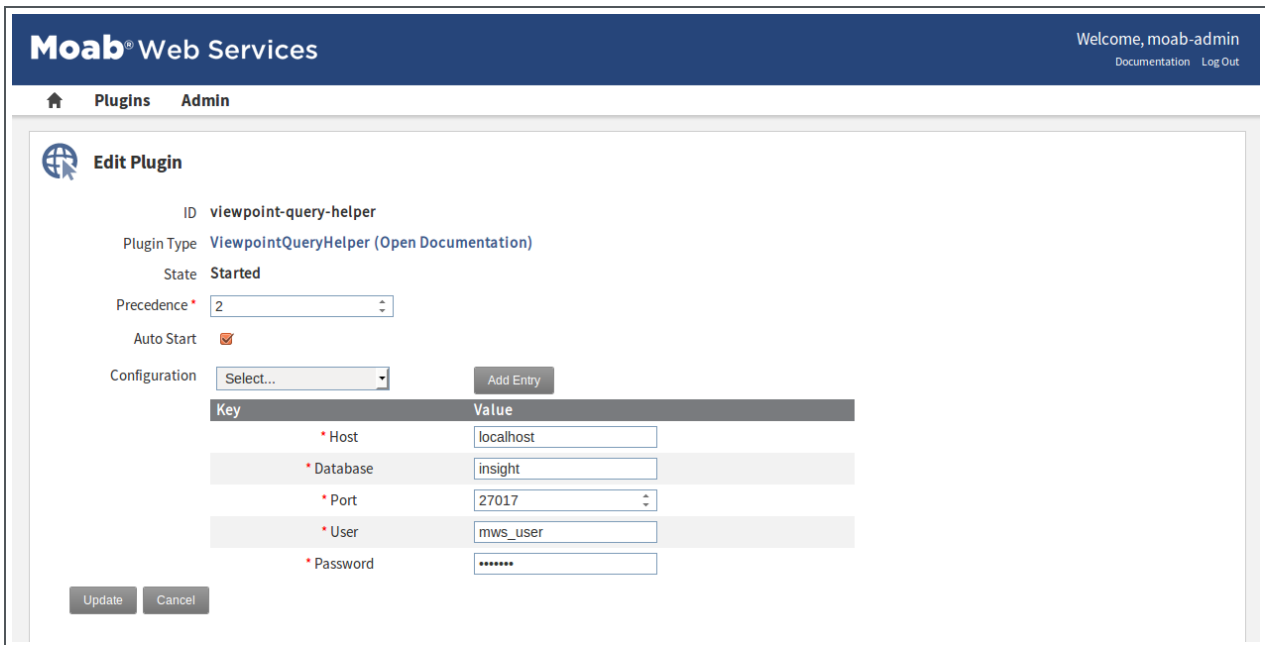 Moab® Web Services
Welcome, moab-admin
Documentation Log Out
Plugins Admin
Edit Plugin
ID viewpoint-query-helper
Plugin Type ViewpointQueryHelper (Open Documentation)
State Started
Precedence * 2
Auto Start
Configuration Select... Add Entry
Key Value
* Host localhost
* Database insight
* Port 27017
* User mws_user
* Password •••••••
Update Cancel